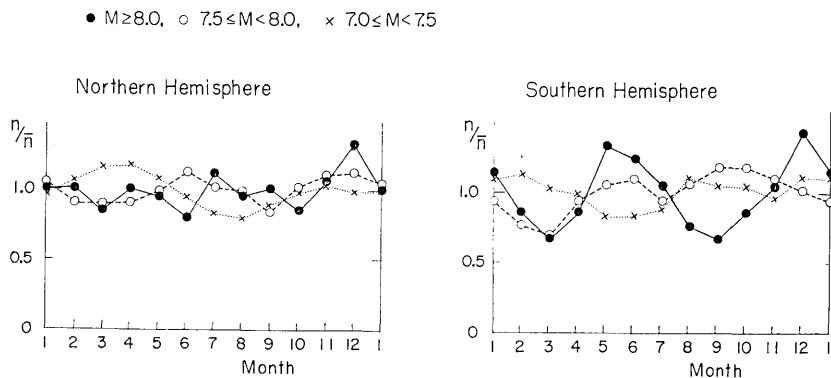 ● M≥8.0, ○ 7.5≤M<8.0, × 7.0≤M<7.5
Northern Hemisphere
n/n̄
1.0
0.5
0
1 2 3 4 5 6 7 8 9 10 11 12 1
Month
Southern Hemisphere
n/n̄
1.0
0.5
0
1 2 3 4 5 6 7 8 9 10 11 12 1
Month